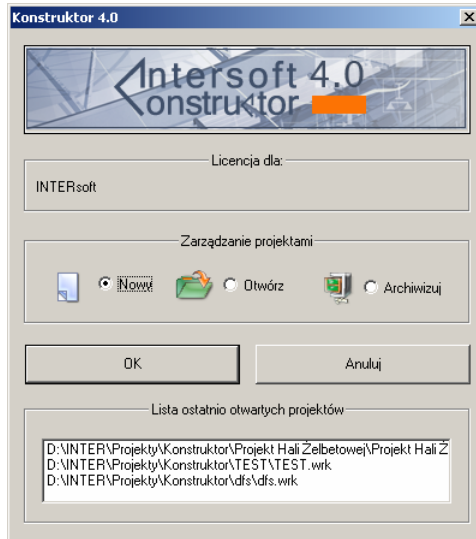 Konstruktor 4.0
Intersoft 4.0
Konstruktor
Licencja dla:
INTERsoft
Zarządzanie projektami
Nowy
Otwórz
Archiwizuj
OK
Anuluj
Lista ostatnio otwartych projektów
D:\INTER\Projekty\Konstruktor\Projekt Hali Żelbetowej\Projekt Hali Ż
D:\INTER\Projekty\Konstruktor\TEST\TEST.wrk
D:\INTER\Projekty\Konstruktor\dfs\dfs.wrk